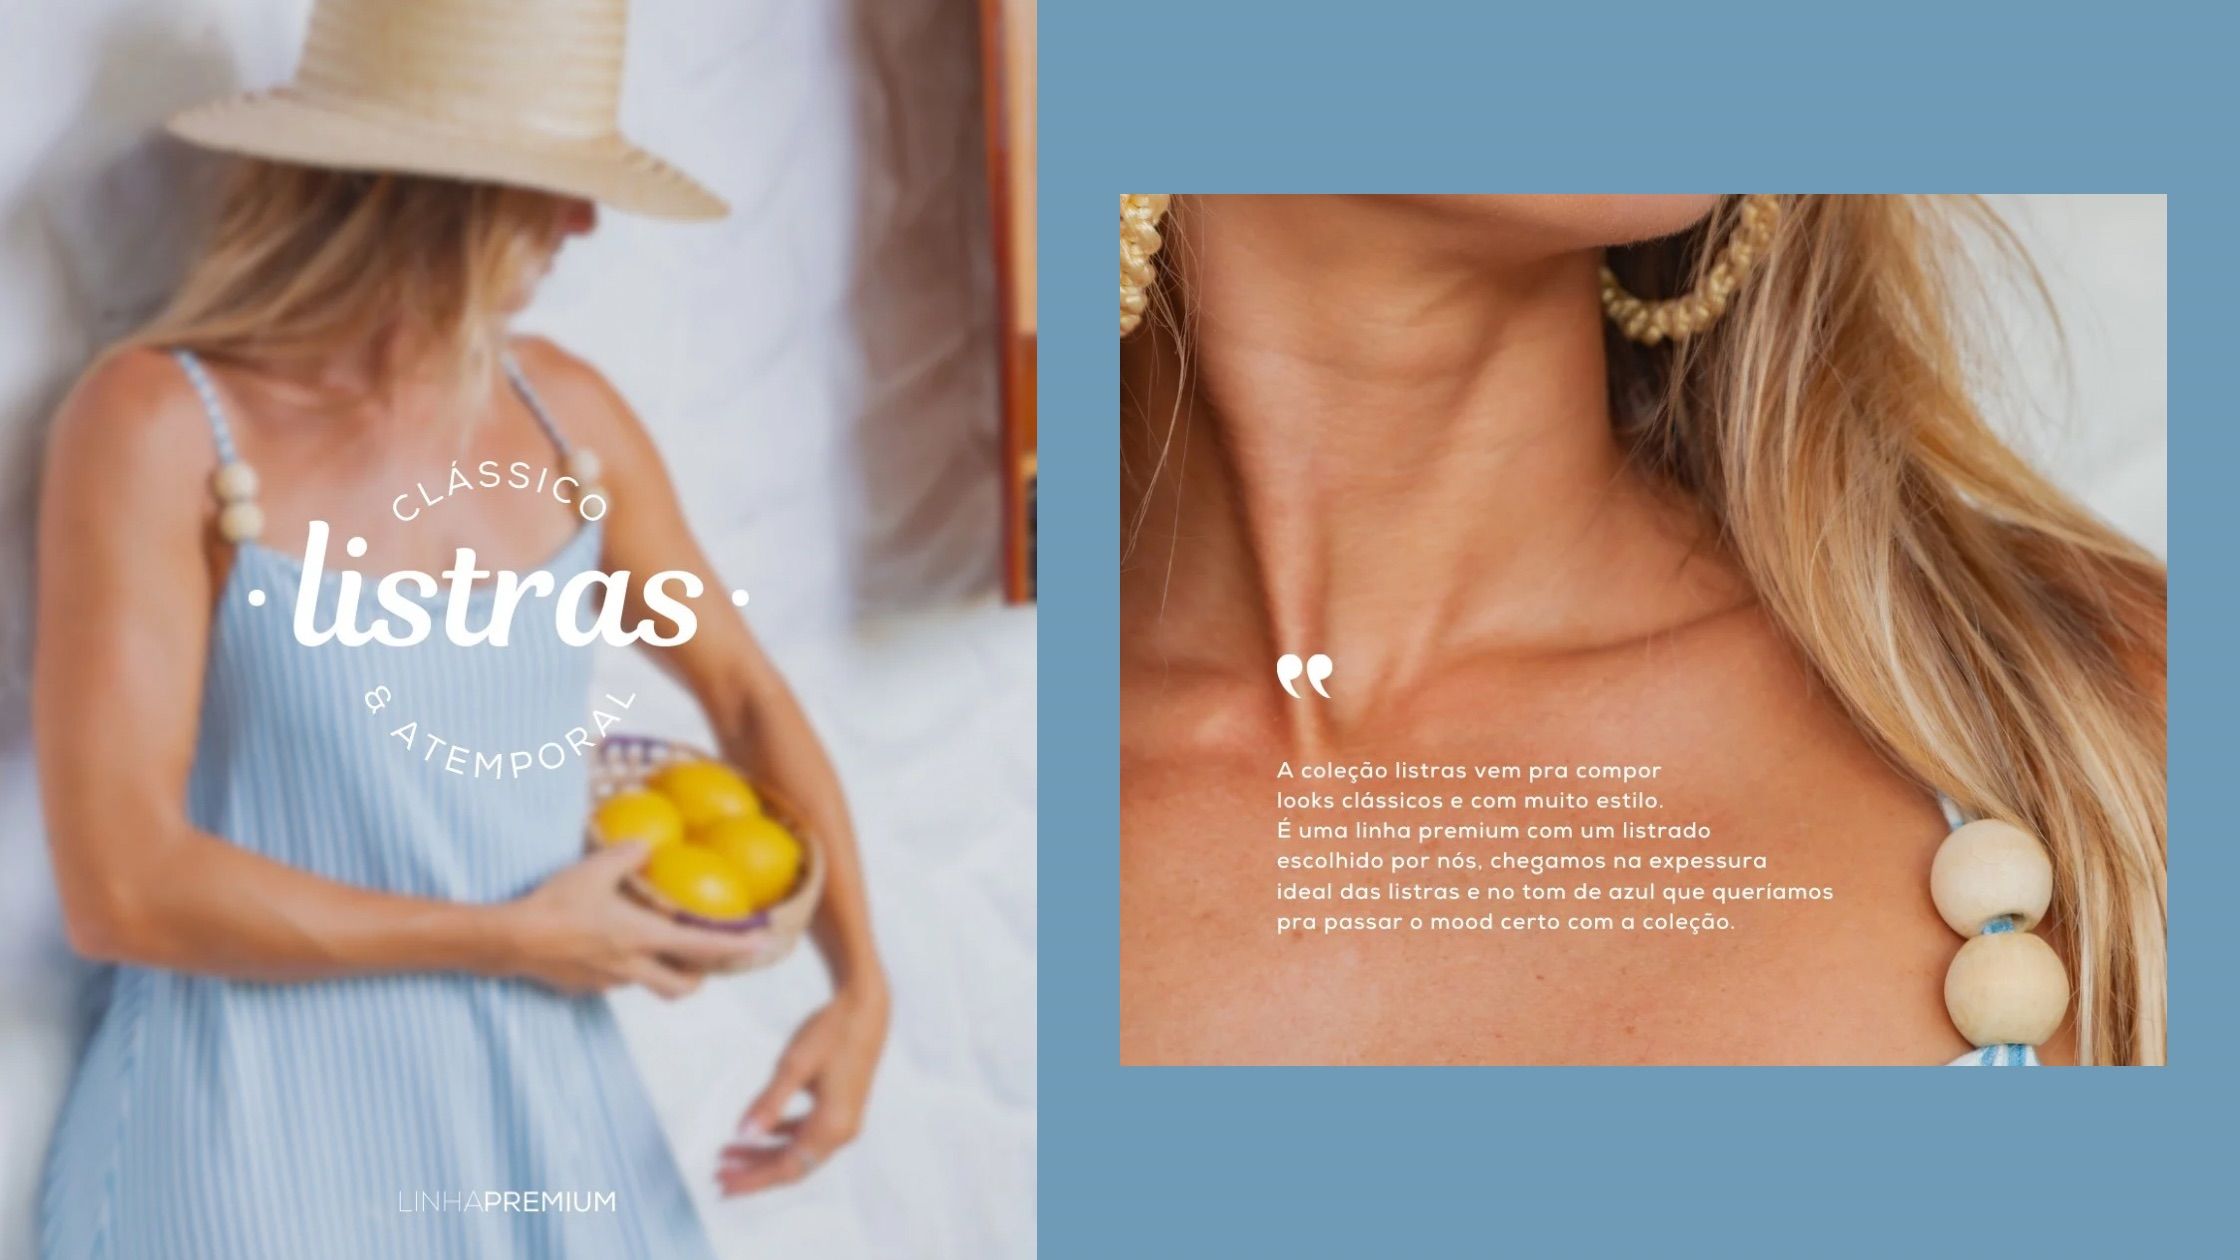 CLÁSSICO
• listras •
& ATEMPORAL
LINHAPREMIUM
A coleção listras vem pra compor
looks clássicos e com muito estilo.
É uma linha premium com um listrado
escolhido por nós, chegamos na expessura
ideal das listras e no tom de azul que queríamos
pra passar o mood certo com a coleção.